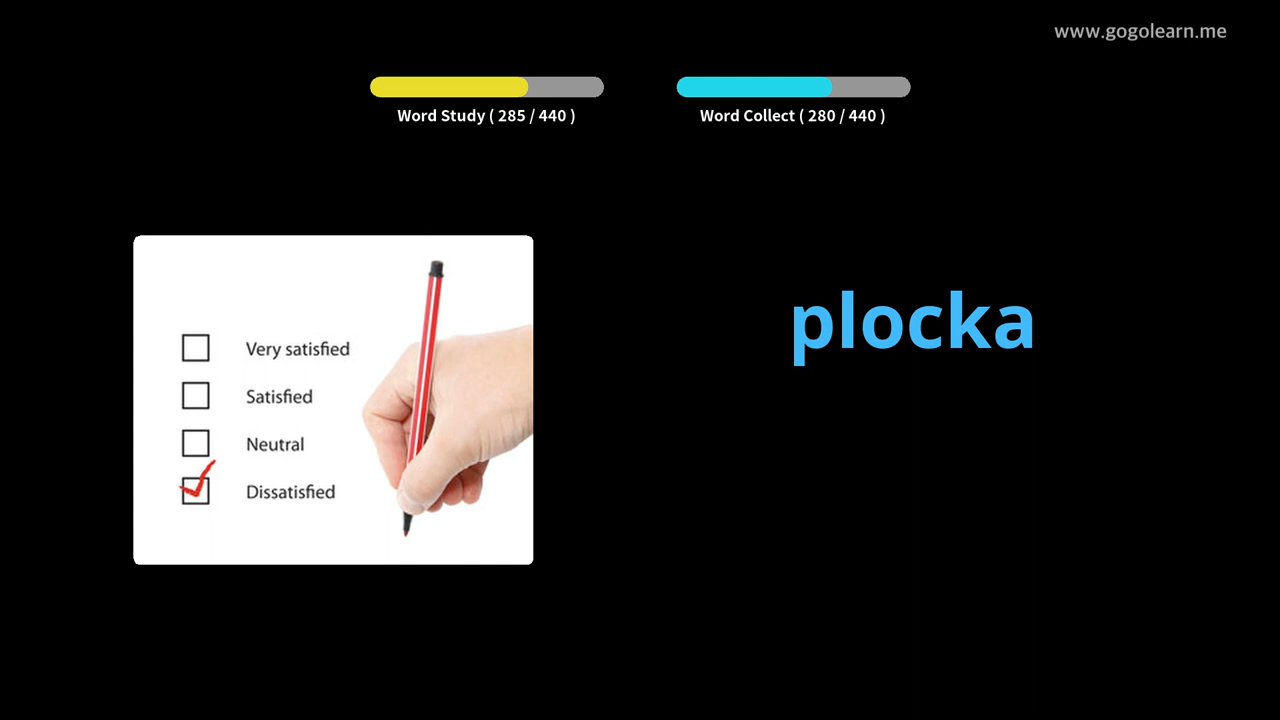 www.gogolearn.me
Word Study ( 285 / 440 )
Word Collect ( 280 / 440 )
Very satisfied
Satisfied
Neutral
Dissatisfied
plocka